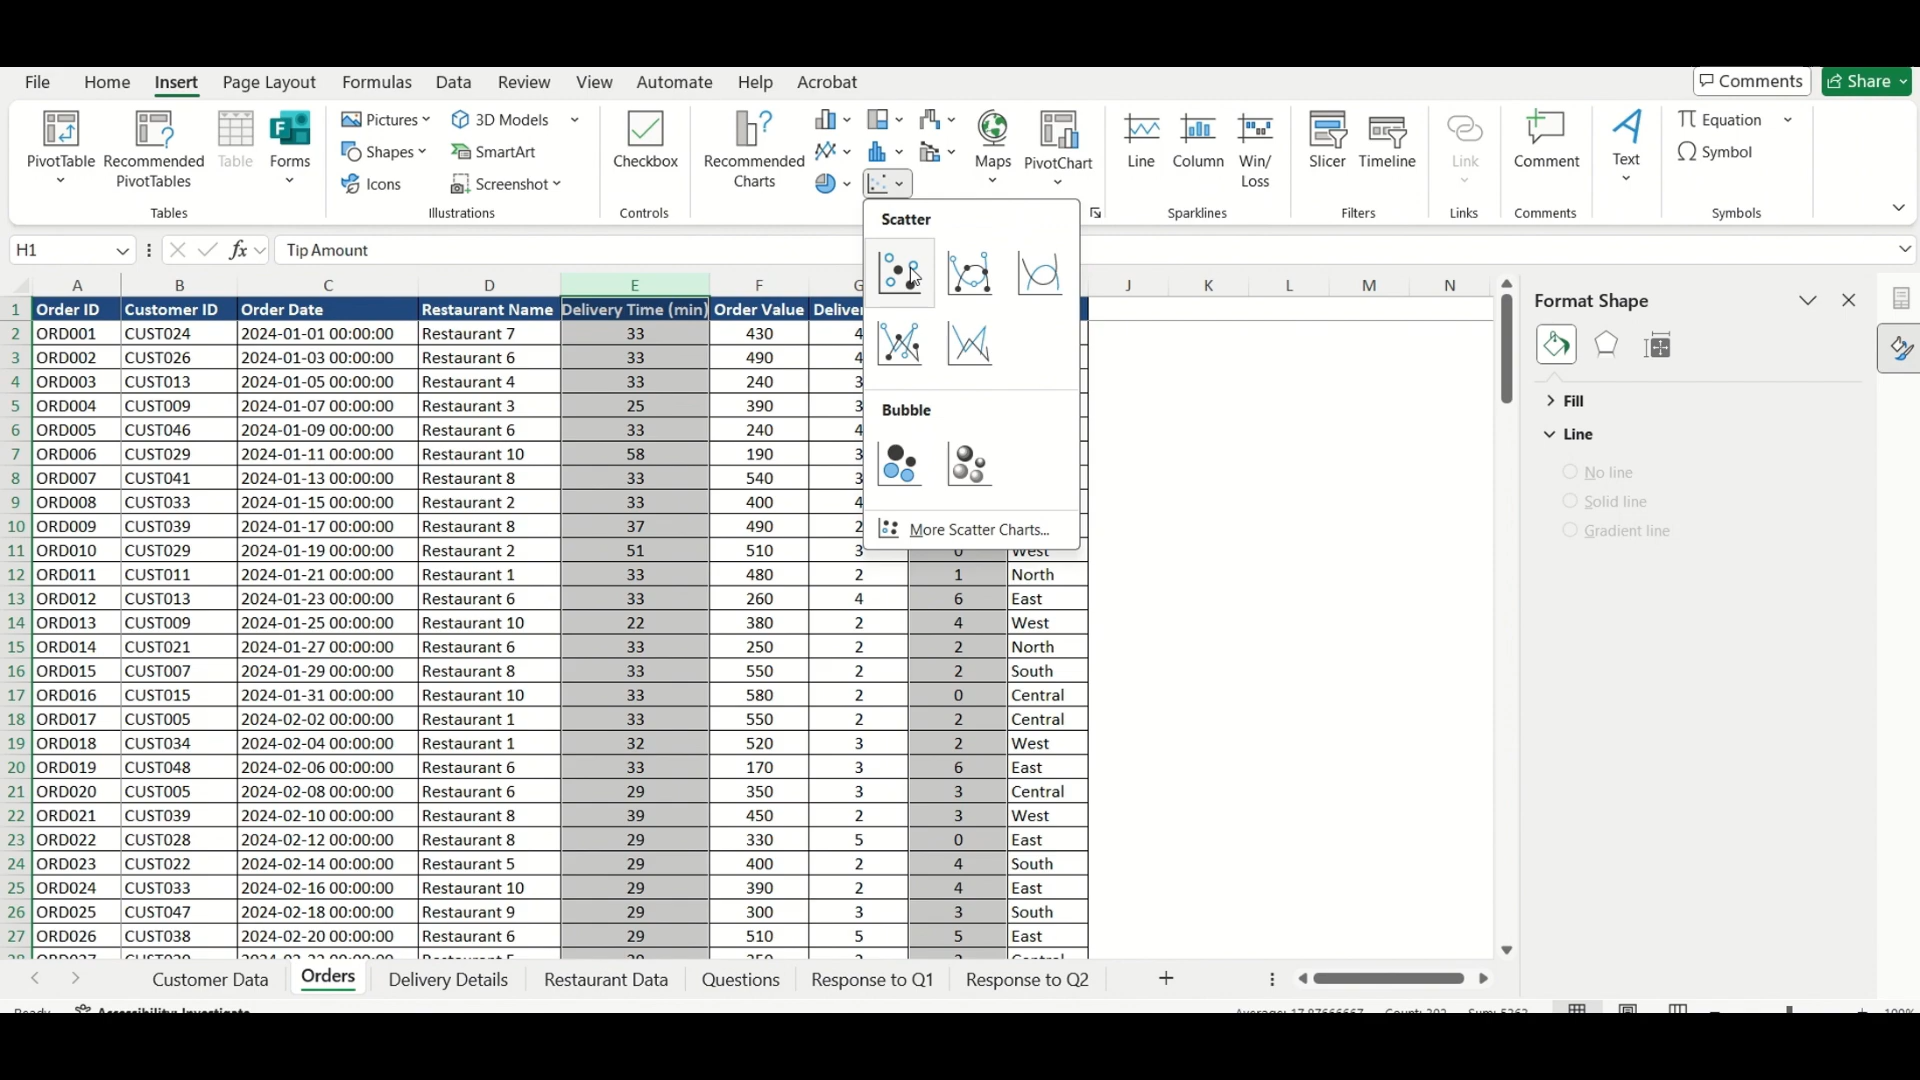 File Home Insert Page Layout Formulas Data Review View Automate Help Acrobat Comments Share
Pictures 3D Models Equation
Shapes SmartArt Symbol
Icons Screenshot
PivotTable Recommended PivotTables Table Forms Checkbox Recommended Charts Maps PivotChart Line Column Win/Loss Slicer Timeline Link Comment Text
Tables Illustrations Controls Sparklines Filters Links Comments Symbols
H1 fx Tip Amount
Scatter
Bubble
More Scatter Charts...
A B C D E F G J K L M N
1 Order ID Customer ID Order Date Restaurant Name Delivery Time (min) Order Value
2 ORD001 CUST024 2024-01-01 00:00:00 Restaurant 7 33 430 4
3 ORD002 CUST026 2024-01-03 00:00:00 Restaurant 6 33 490 4
4 ORD003 CUST013 2024-01-05 00:00:00 Restaurant 4 33 240 3
5 ORD004 CUST009 2024-01-07 00:00:00 Restaurant 3 25 390 3
6 ORD005 CUST046 2024-01-09 00:00:00 Restaurant 6 33 240 4
7 ORD006 CUST029 2024-01-11 00:00:00 Restaurant 10 58 190 3
8 ORD007 CUST041 2024-01-13 00:00:00 Restaurant 8 33 540 3
9 ORD008 CUST033 2024-01-15 00:00:00 Restaurant 2 33 400 4
10 ORD009 CUST039 2024-01-17 00:00:00 Restaurant 8 37 490 2
11 ORD010 CUST029 2024-01-19 00:00:00 Restaurant 2 51 510 3 0 West
12 ORD011 CUST011 2024-01-21 00:00:00 Restaurant 1 33 480 2 1 North
13 ORD012 CUST013 2024-01-23 00:00:00 Restaurant 6 33 260 4 6 East
14 ORD013 CUST009 2024-01-25 00:00:00 Restaurant 10 22 380 2 4 West
15 ORD014 CUST021 2024-01-27 00:00:00 Restaurant 6 33 250 2 2 North
16 ORD015 CUST007 2024-01-29 00:00:00 Restaurant 8 33 550 2 2 South
17 ORD016 CUST015 2024-01-31 00:00:00 Restaurant 10 33 580 2 0 Central
18 ORD017 CUST005 2024-02-02 00:00:00 Restaurant 1 33 550 2 2 Central
19 ORD018 CUST034 2024-02-04 00:00:00 Restaurant 1 32 520 3 2 West
20 ORD019 CUST048 2024-02-06 00:00:00 Restaurant 6 33 170 3 6 East
21 ORD020 CUST005 2024-02-08 00:00:00 Restaurant 6 29 350 3 3 Central
22 ORD021 CUST039 2024-02-10 00:00:00 Restaurant 8 39 450 2 3 West
23 ORD022 CUST028 2024-02-12 00:00:00 Restaurant 8 29 330 5 0 East
24 ORD023 CUST022 2024-02-14 00:00:00 Restaurant 5 29 400 2 4 South
25 ORD024 CUST033 2024-02-16 00:00:00 Restaurant 10 29 390 2 4 East
26 ORD025 CUST047 2024-02-18 00:00:00 Restaurant 9 29 300 3 3 South
27 ORD026 CUST038 2024-02-20 00:00:00 Restaurant 6 29 510 5 5 East
Format Shape
Fill
Line
No line
Solid line
Gradient line
Customer Data Orders Delivery Details Restaurant Data Questions Response to Q1 Response to Q2